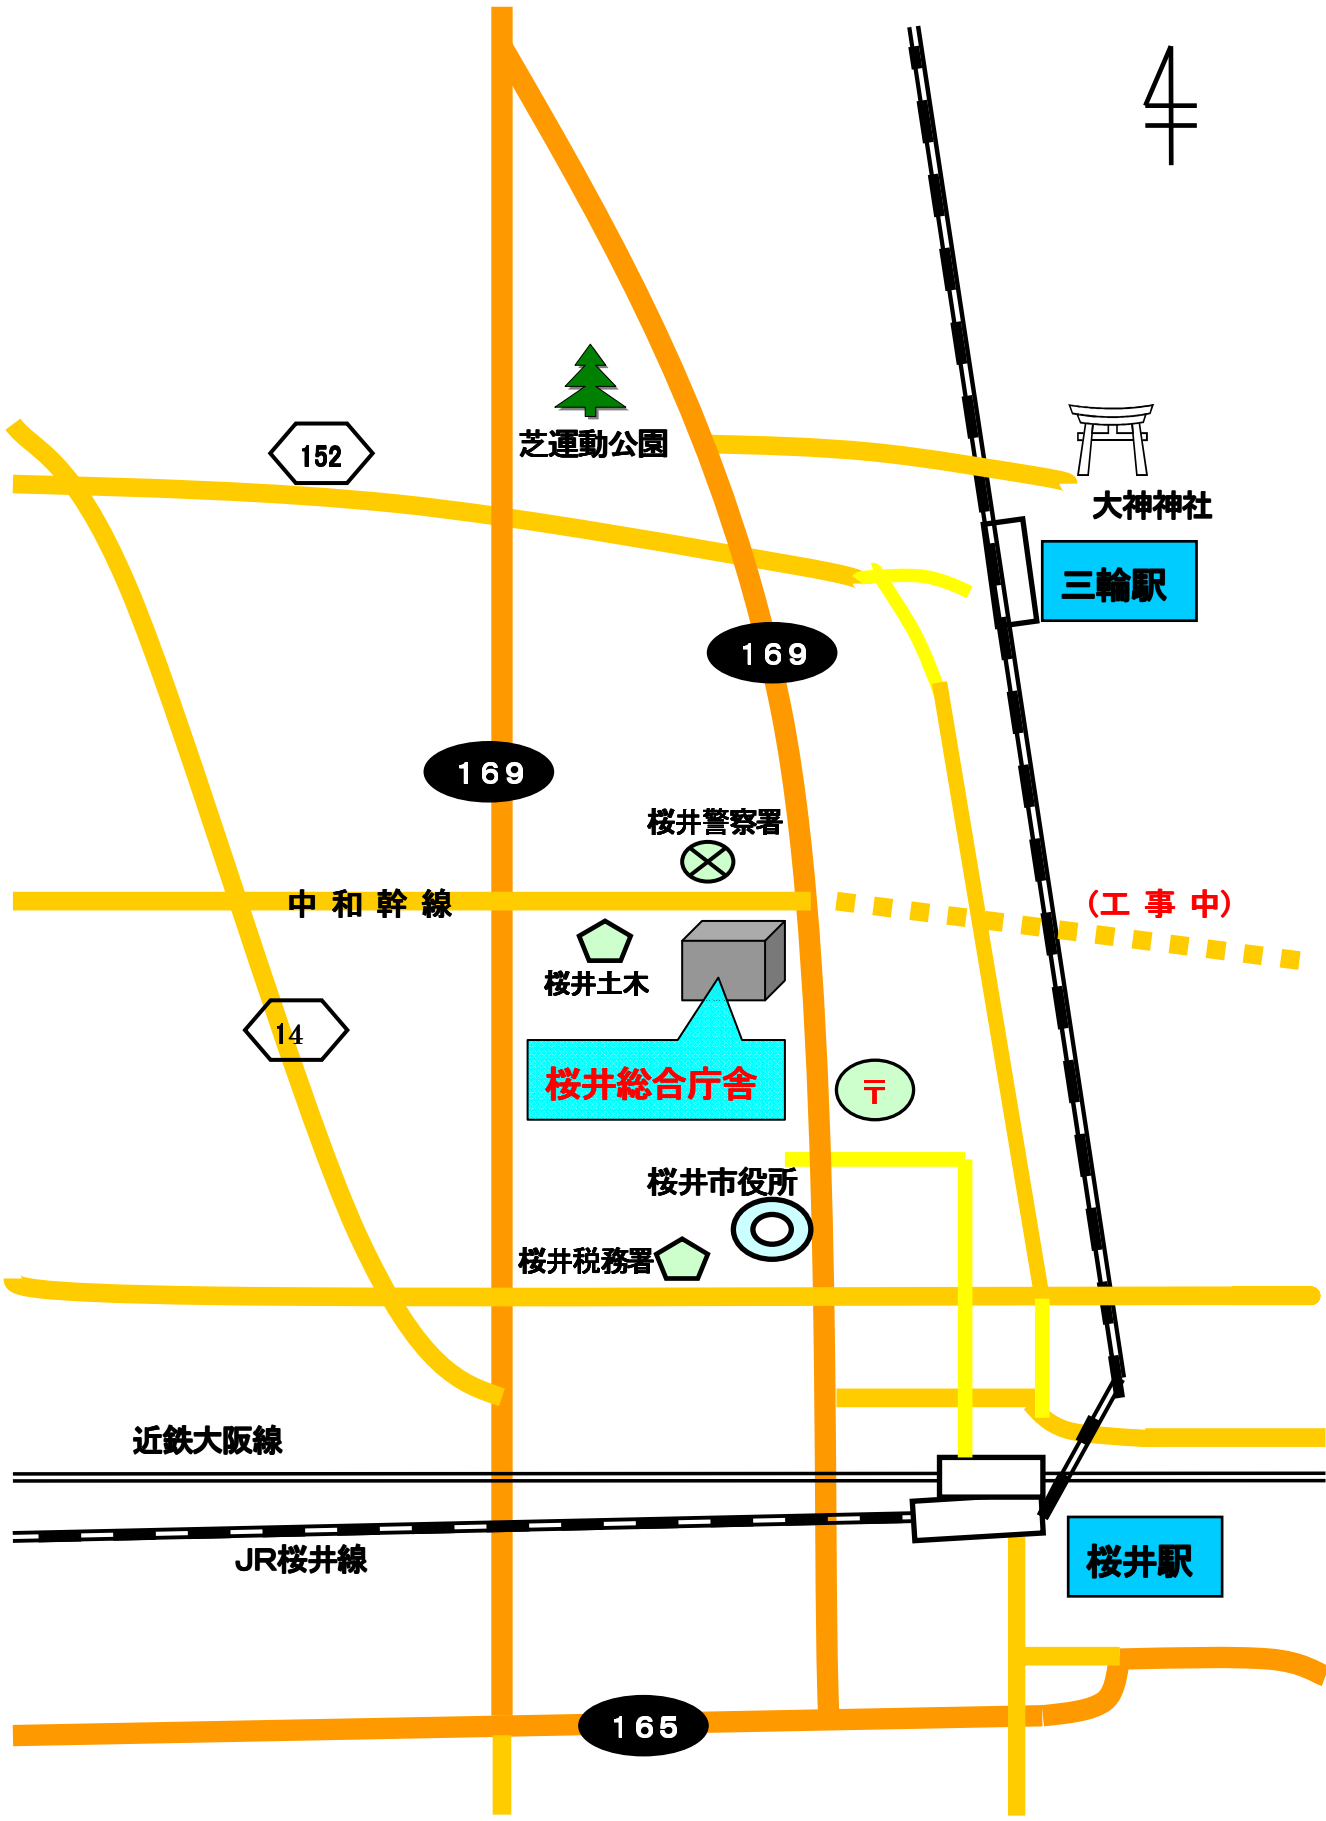 芝運動公園
152
大神神社
三輪駅
169
169
桜井警察署
中和幹線
(工事中)
桜井土木
14
桜井総合庁舎
〒
桜井市役所
桜井税務署
近鉄大阪線
JR桜井線
桜井駅
165